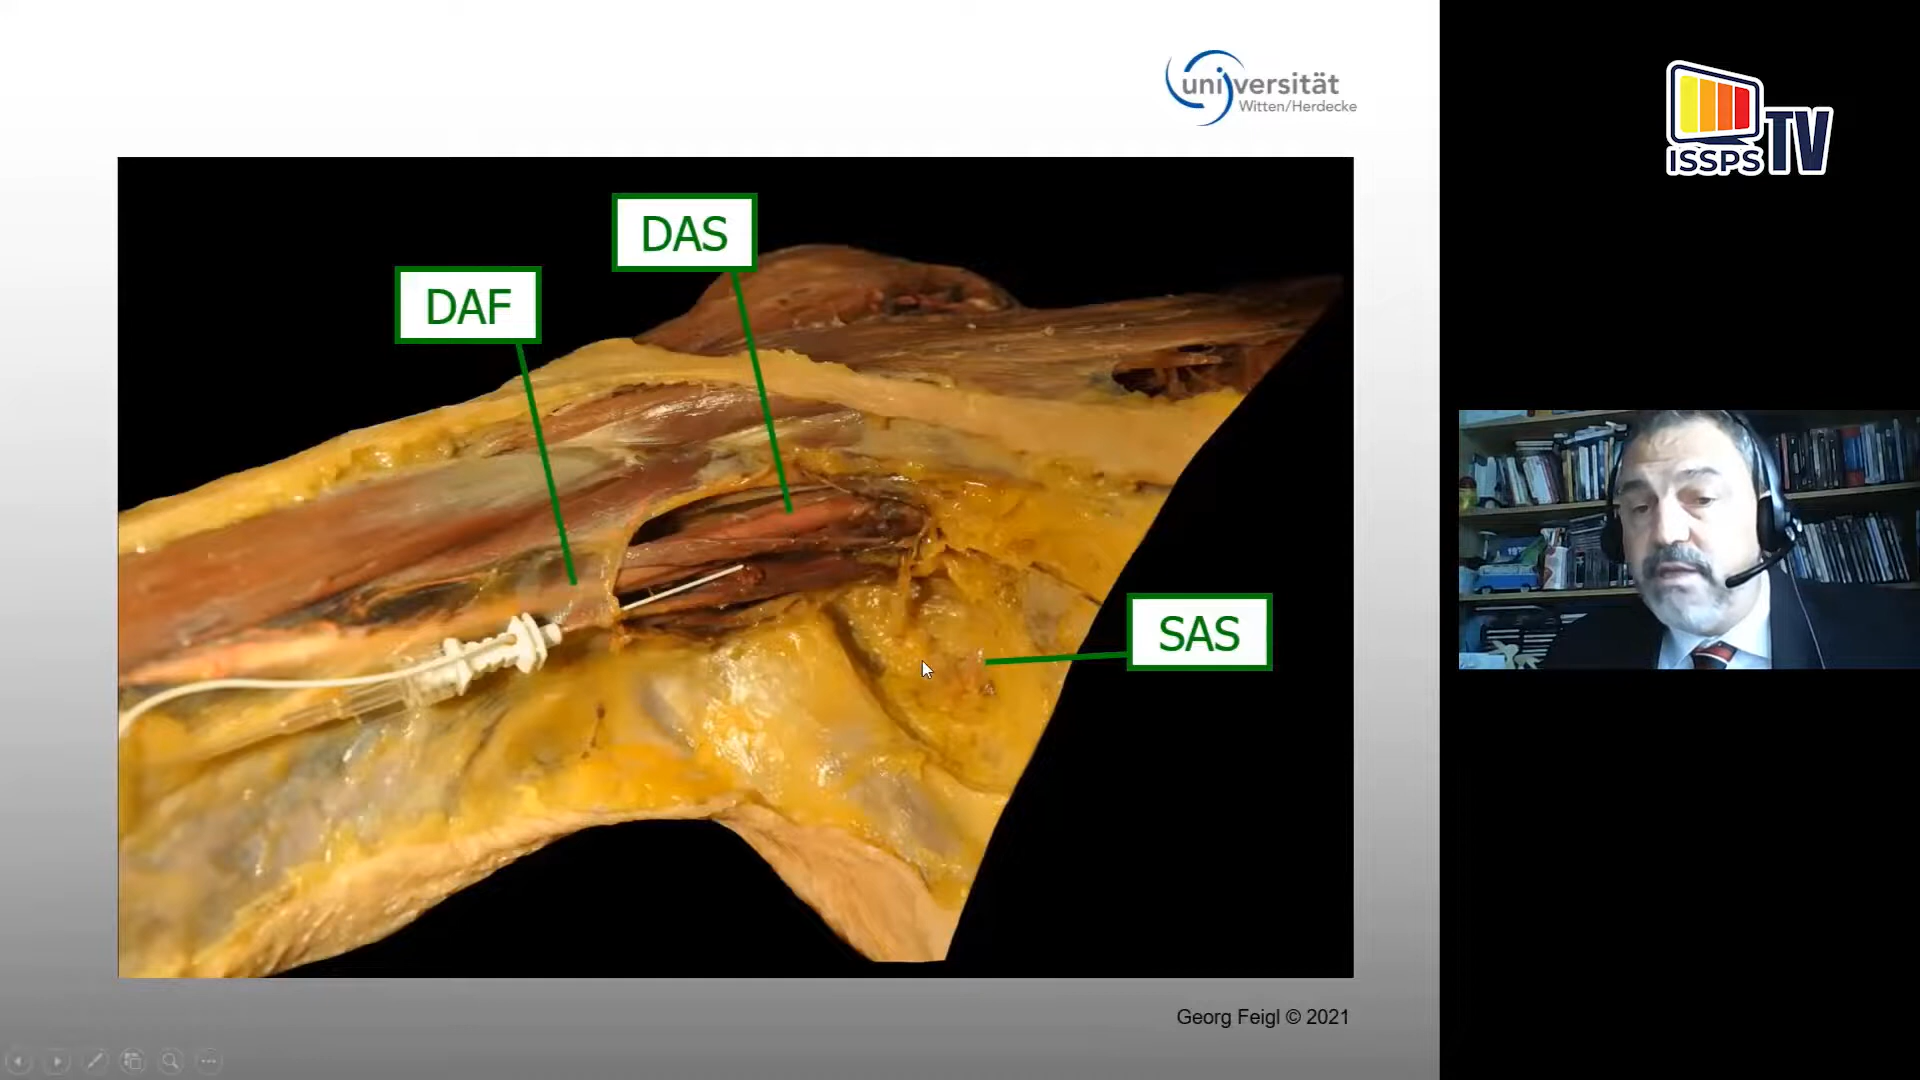 universität
Witten/Herdecke
ISSPS TV
DAS
DAF
SAS
Georg Feigl © 2021